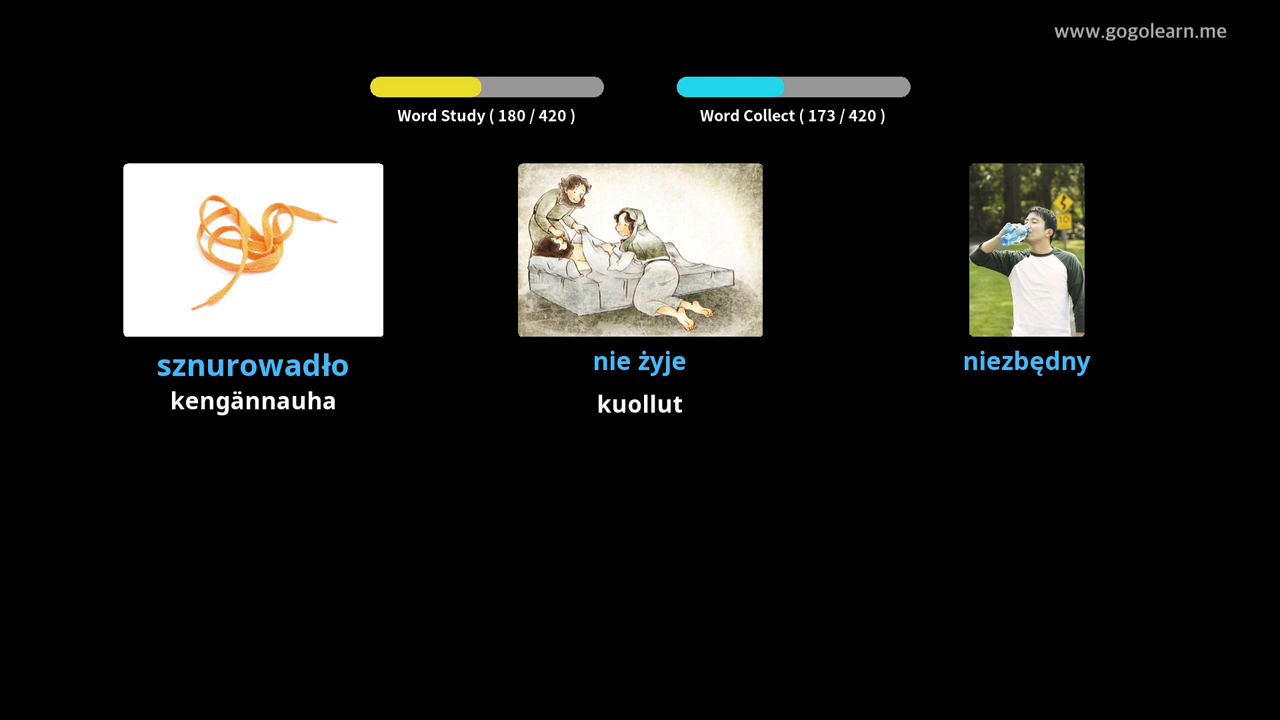 www.gogolearn.me
Word Study ( 180 / 420 )
Word Collect ( 173 / 420 )
sznurowadło
kengännauha
nie żyje
kuollut
niezbędny